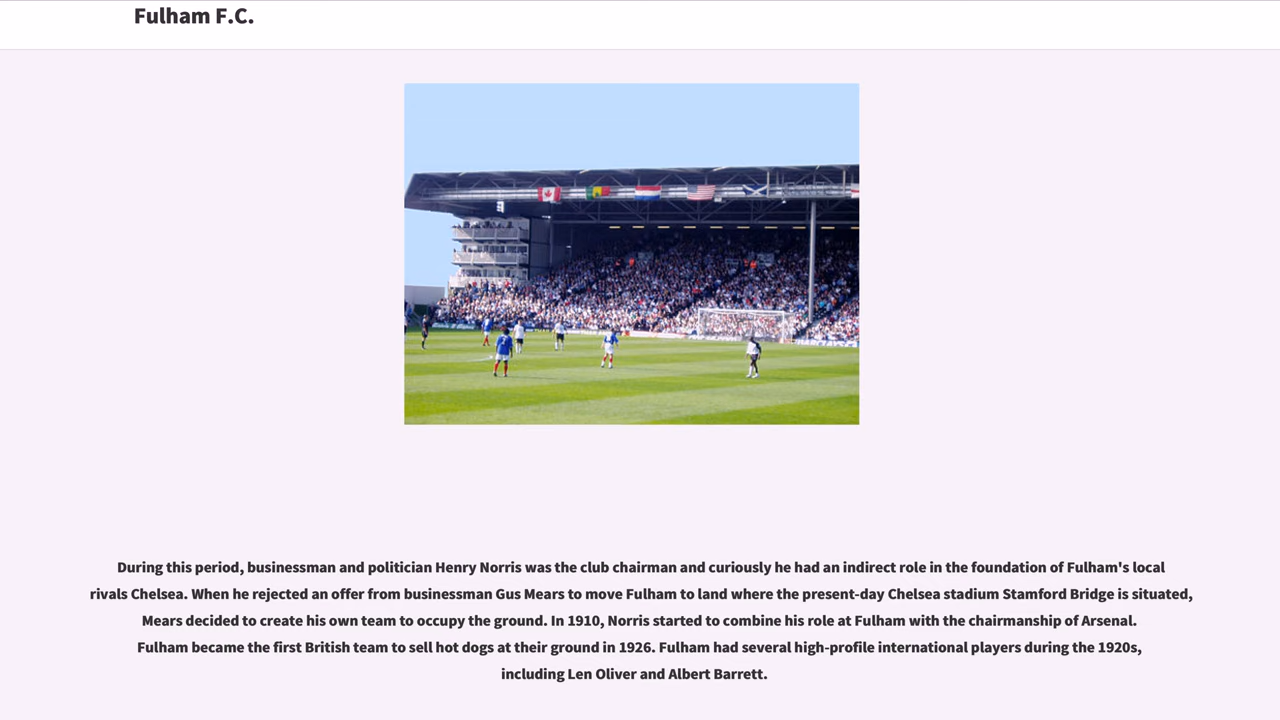 Fulham F.C.
During this period, businessman and politician Henry Norris was the club chairman and curiously he had an indirect role in the foundation of Fulham's local
rivals Chelsea. When he rejected an offer from businessman Gus Mears to move Fulham to land where the present-day Chelsea stadium Stamford Bridge is situated,
Mears decided to create his own team to occupy the ground. In 1910, Norris started to combine his role at Fulham with the chairmanship of Arsenal.
Fulham became the first British team to sell hot dogs at their ground in 1926. Fulham had several high-profile international players during the 1920s,
including Len Oliver and Albert Barrett.